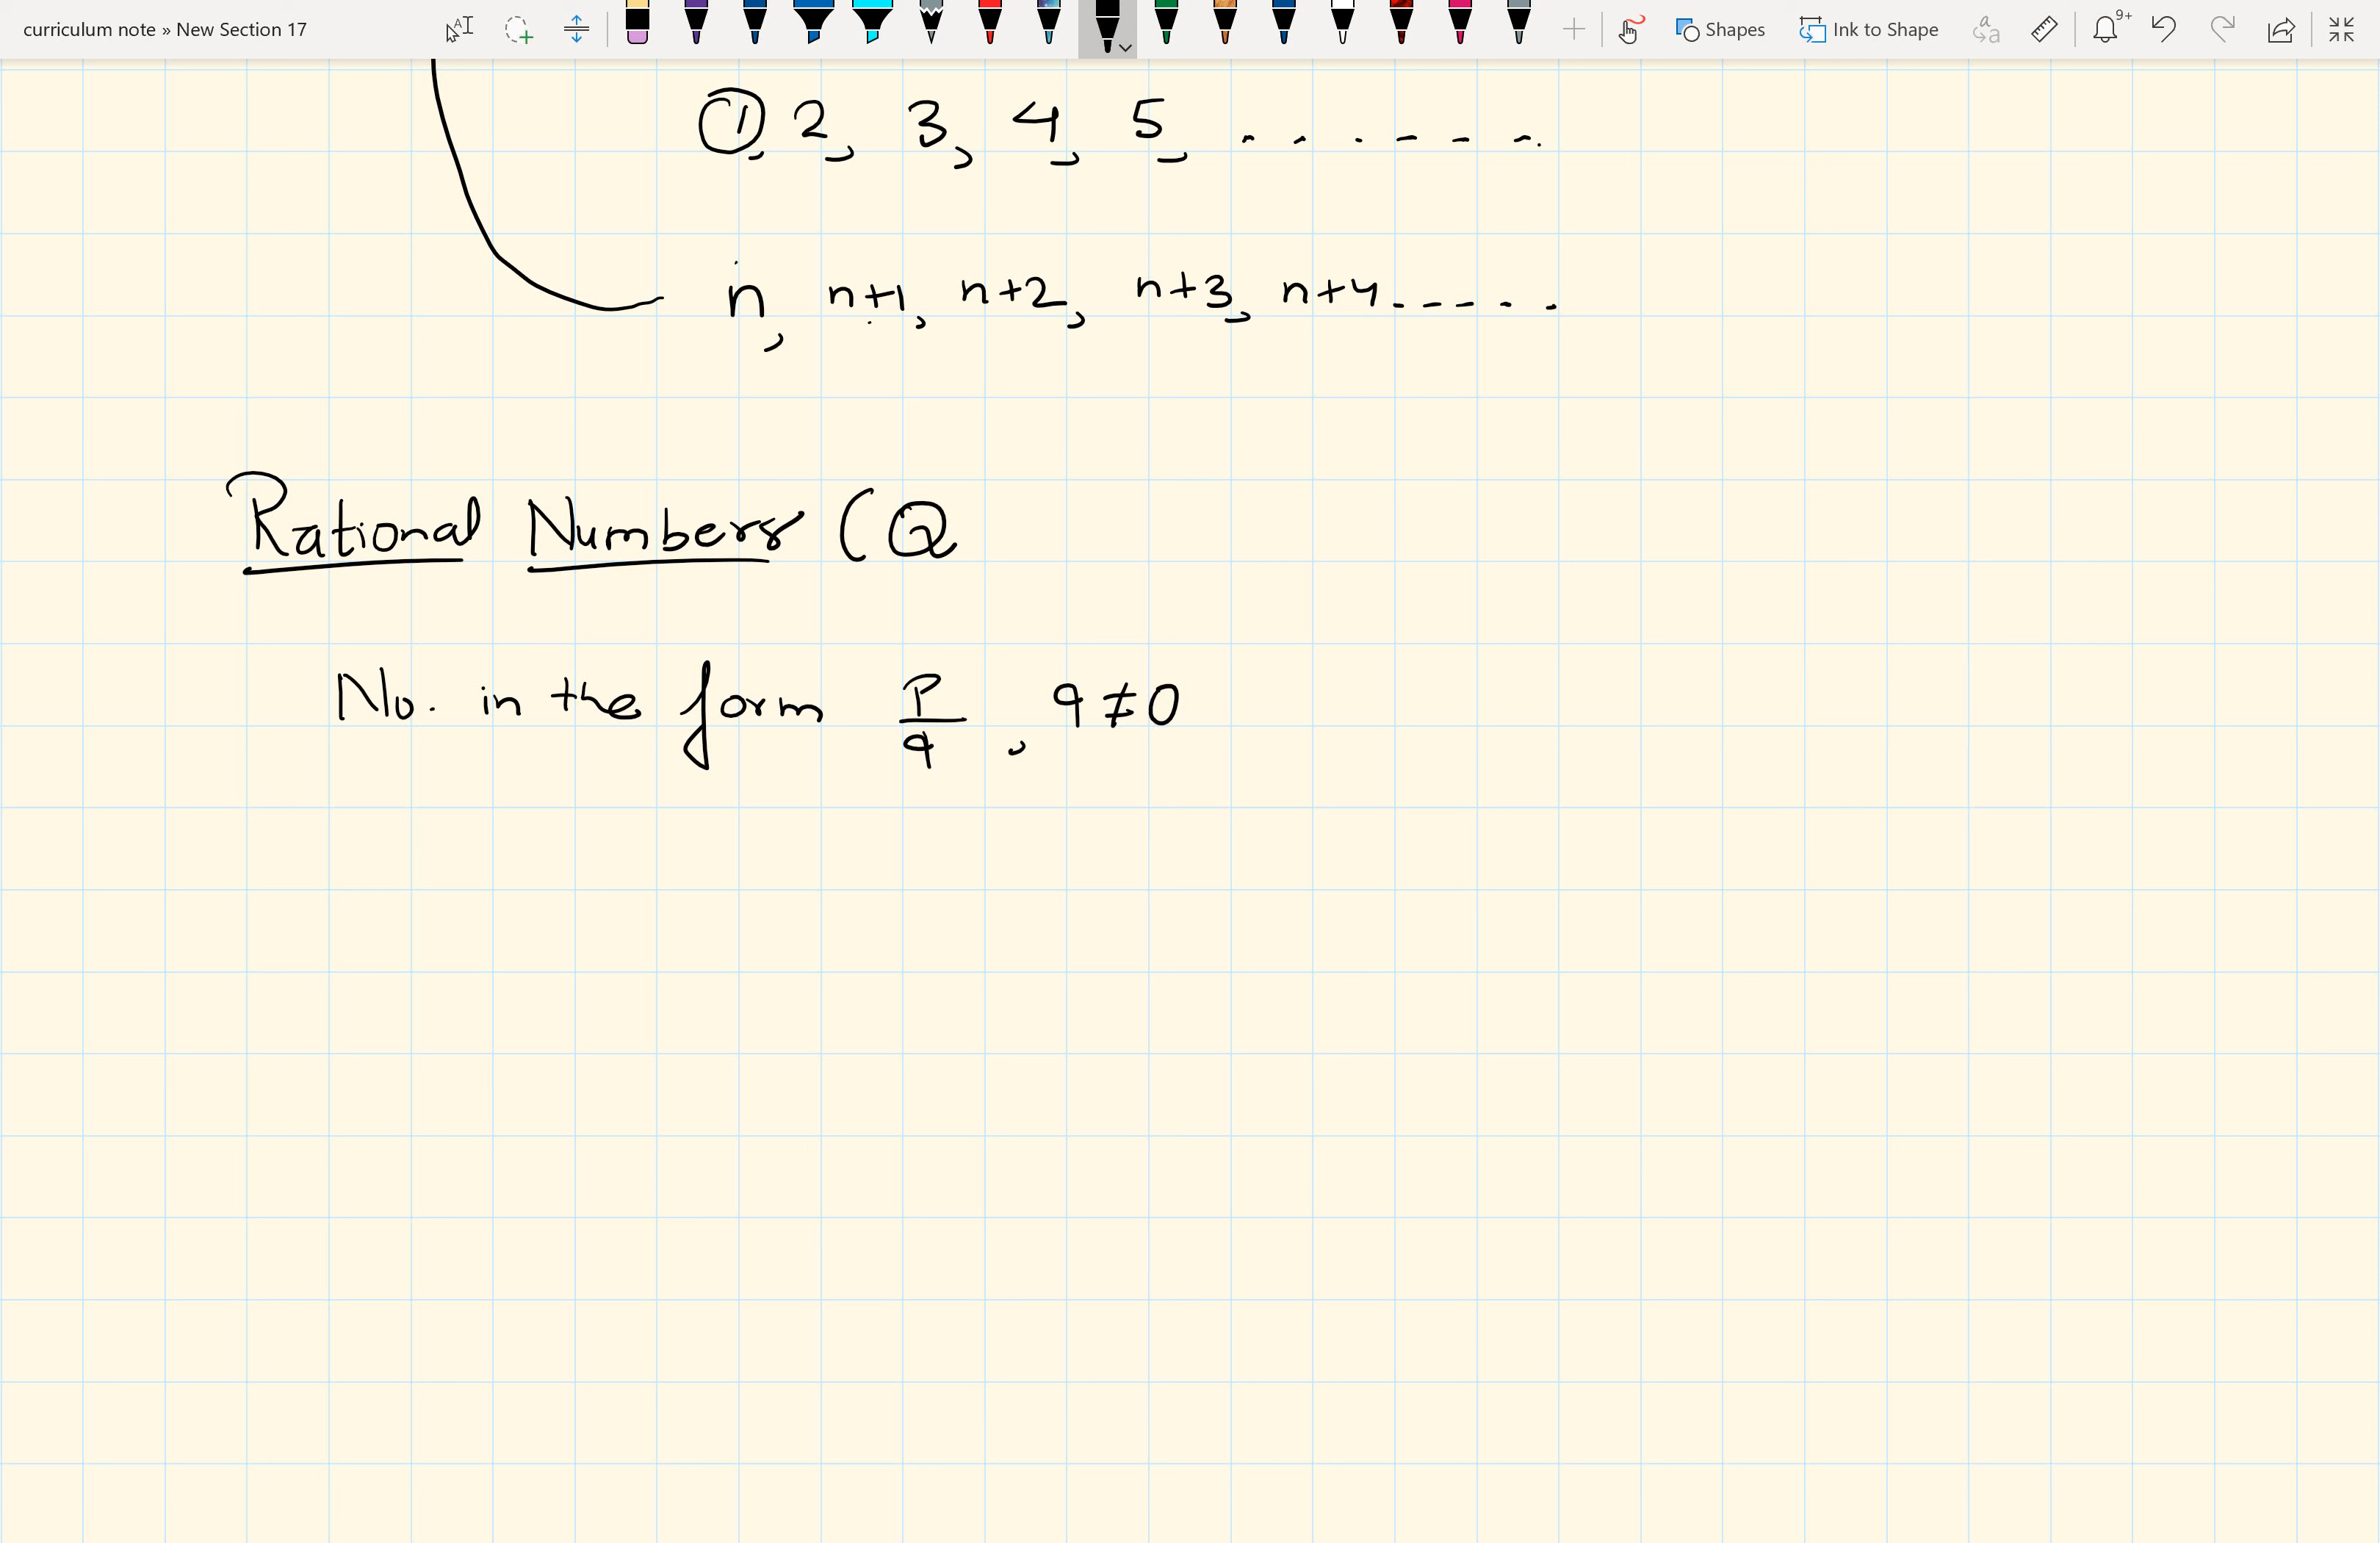 curriculum note » New Section 17
Shapes
Ink to Shape
9+
① , 2, 3, 4, 5, . . . - - - .
n, n+1, n+2, n+3, n+4 - - - - - .
Rational Numbers (Q
No. in the form P/q , q≠0